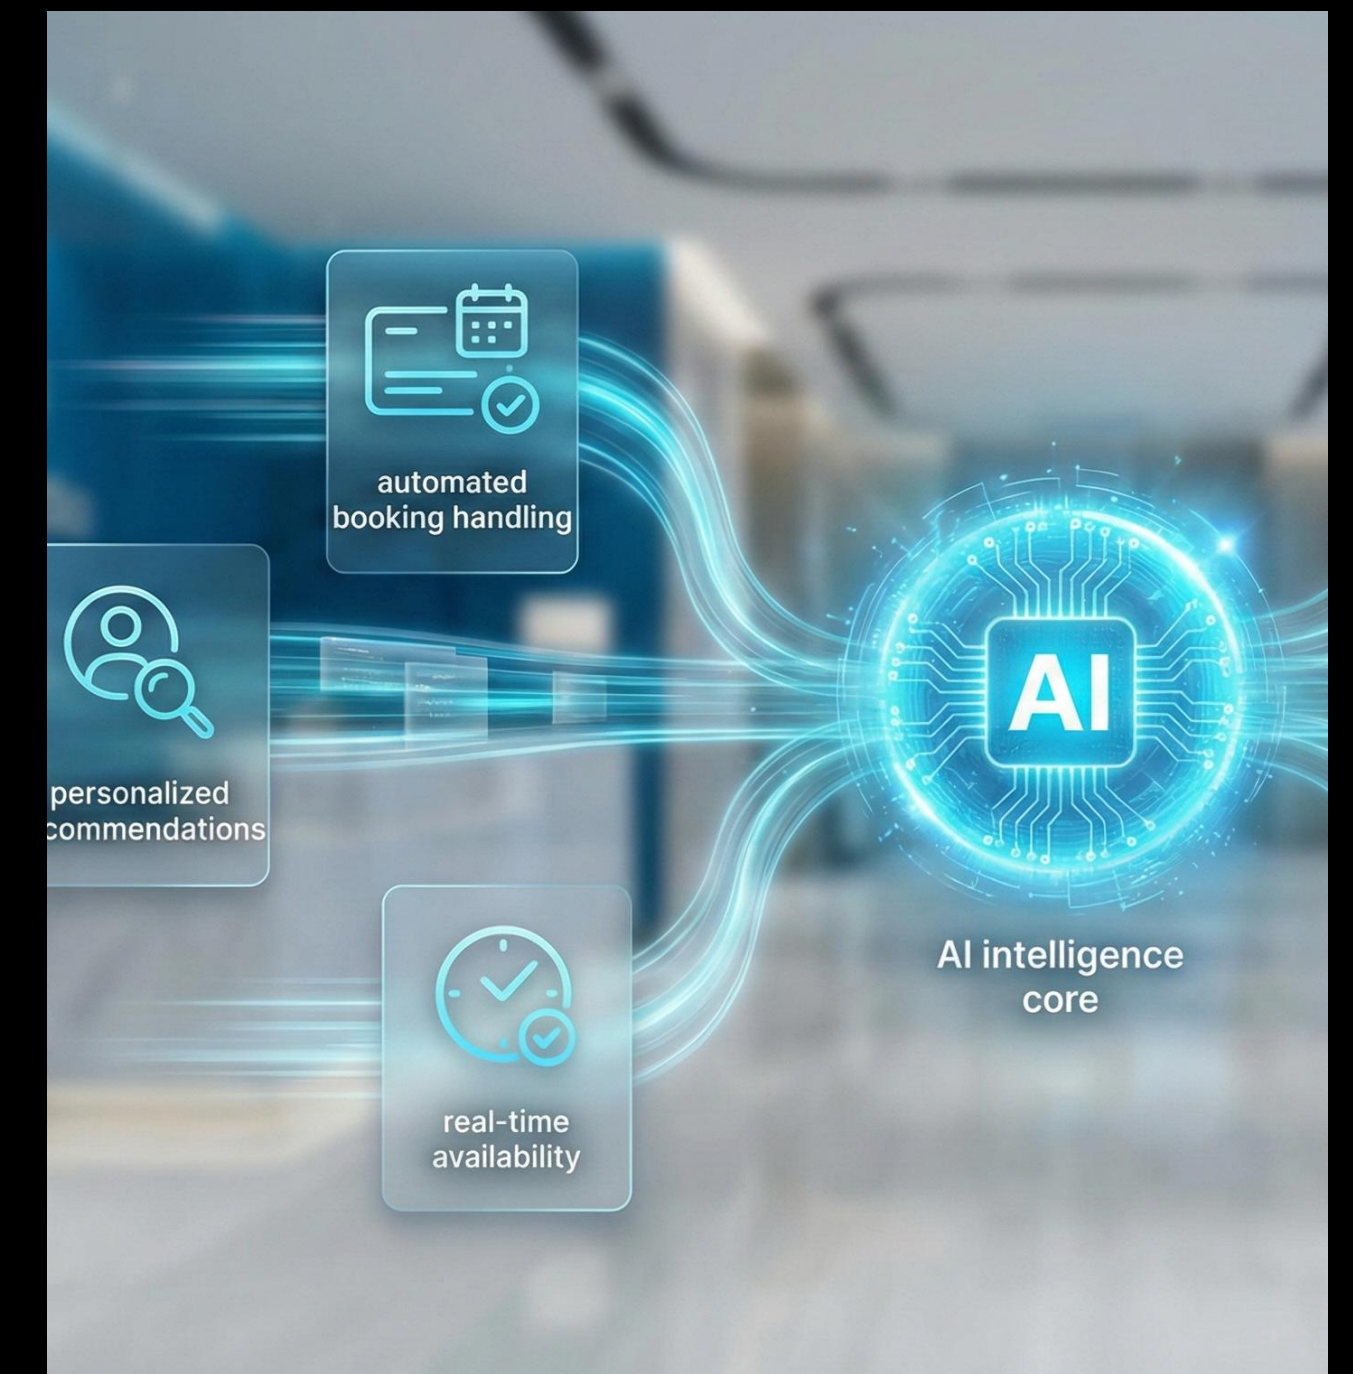 automated
booking handling
personalized
commendations
real-time
availability
AI
AI intelligence
core